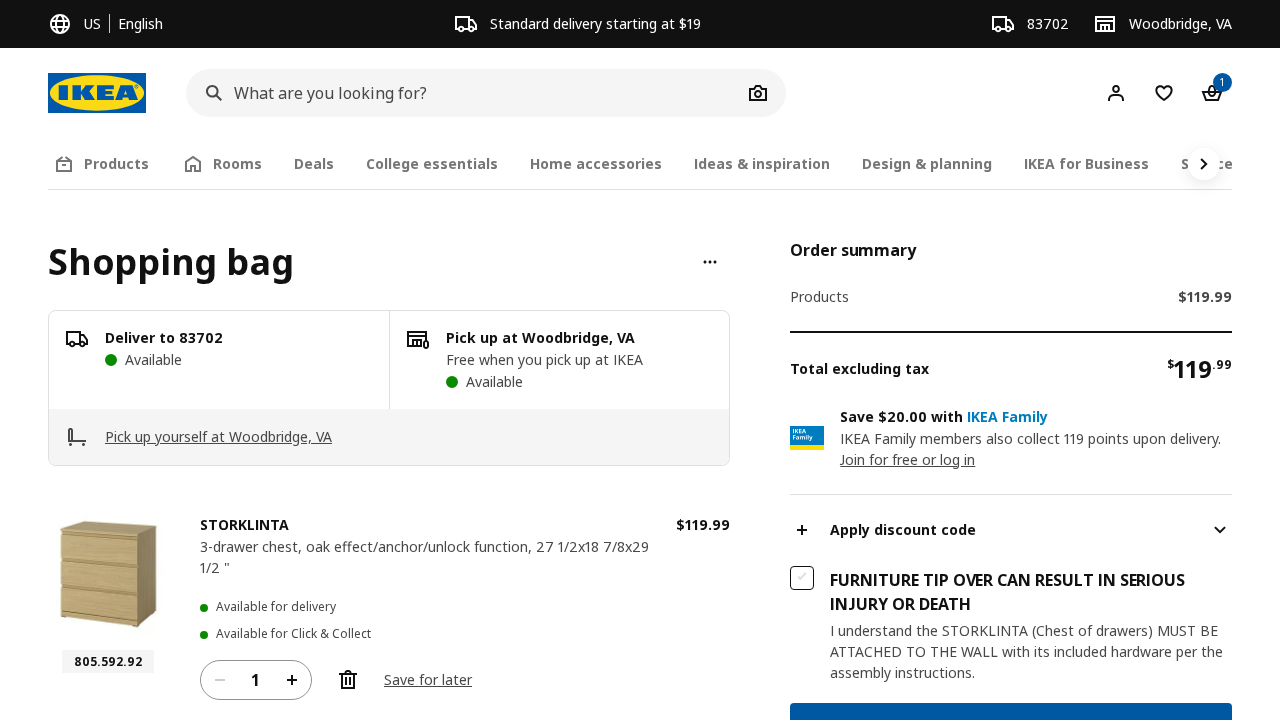 US English
Standard delivery starting at $19
83702
Woodbridge, VA
IKEA
What are you looking for?
1
Products
Rooms
Deals
College essentials
Home accessories
Ideas & inspiration
Design & planning
IKEA for Business
Shopping bag
Deliver to 83702
Available
Pick up at Woodbridge, VA
Free when you pick up at IKEA
Available
Pick up yourself at Woodbridge, VA
STORKLINTA
$119.99
3-drawer chest, oak effect/anchor/unlock function, 27 1/2x18 7/8x29
1/2 "
Available for delivery
Available for Click & Collect
805.592.92
1
Save for later
Order summary
Products
$119.99
Total excluding tax
$119.99
IKEA
Family
Save $20.00 with IKEA Family
IKEA Family members also collect 119 points upon delivery.
Join for free or log in
Apply discount code
FURNITURE TIP OVER CAN RESULT IN SERIOUS
INJURY OR DEATH
I understand the STORKLINTA (Chest of drawers) MUST BE
ATTACHED TO THE WALL with its included hardware per the
assembly instructions.